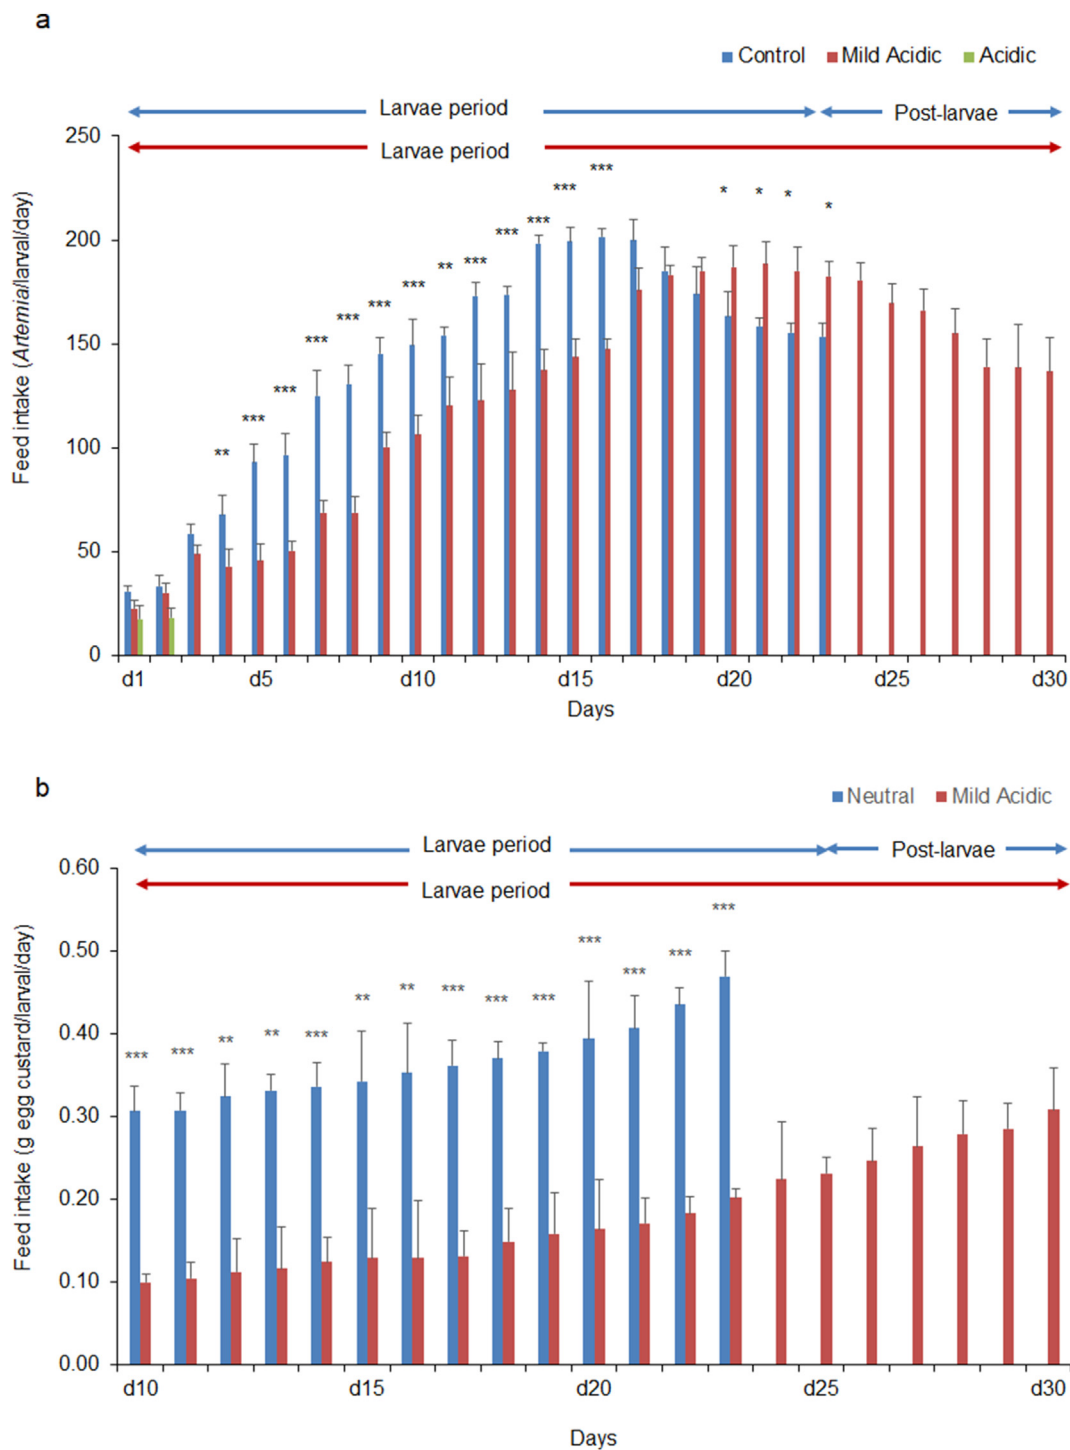 a
Control Mild Acidic Acidic
Larvae period Post-larvae
250
Larvae period
*** *** *** *** *** ** *** *** *** *** *** *** ** * * * *
200
150
100
50
0
Feed intake (Artemia/larval/day)
d1 d5 d10 d15 d20 d25 d30
Days
b
Neutral Mild Acidic
Larvae period Post-larvae
0.60
Larvae period
*** *** ** ** *** ** ** *** *** *** *** *** *** ***
0.50
0.40
0.30
0.20
0.10
0.00
Feed intake (g egg custard/larval/day)
d10 d15 d20 d25 d30
Days